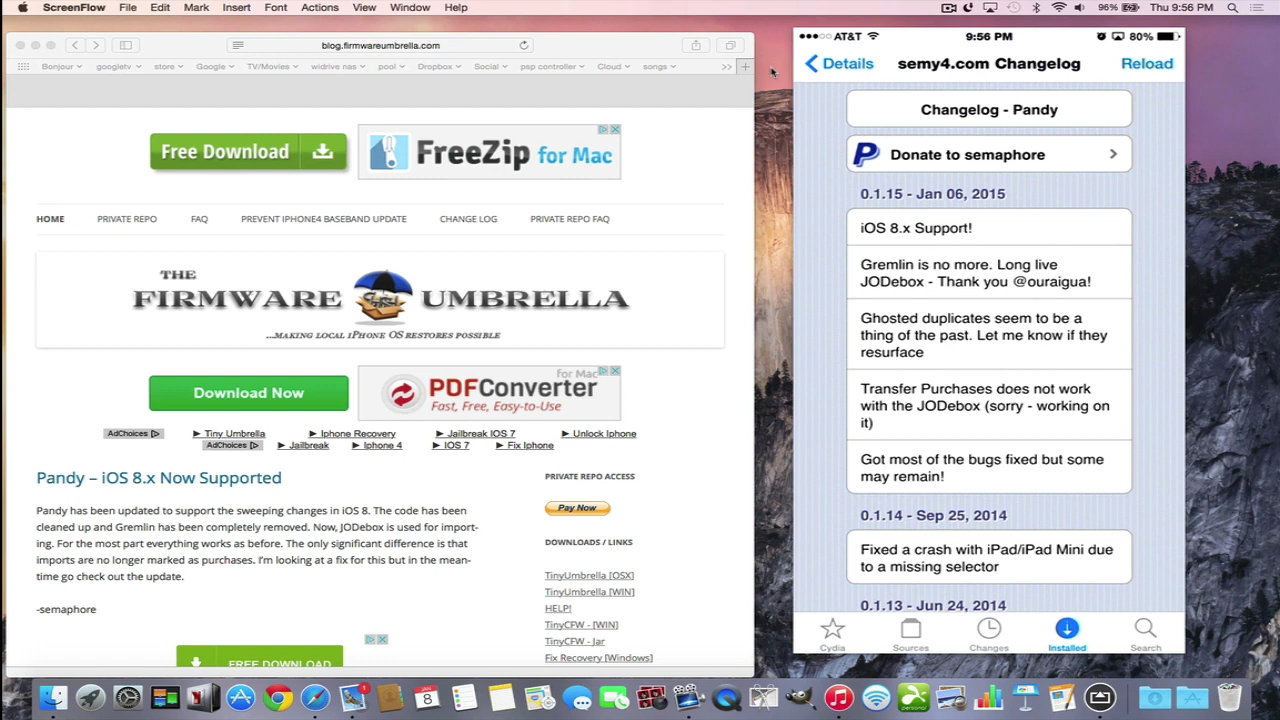 ScreenFlow File Edit Mark Insert Font Actions View Window Help
96% Thu 9:56 PM
blog.firmwareumbrella.com
Bonjour googletv store Google TV/Movies widrive nas pool Dropbox Social psp controller Cloud songs >> +
Free Download
FreeZip for Mac
HOME PRIVATE REPO FAQ PREVENT IPHONE4 BASEBAND UPDATE CHANGE LOG PRIVATE REPO FAQ
THE
FIRMWARE UMBRELLA
...MAKING LOCAL iPHONE OS RESTORES POSSIBLE
Download Now
for Mac
PDFConverter
Fast, Free, Easy-to-Use
AdChoices ► Tiny Umbrella ► Iphone Recovery ► Jailbreak IOS 7 ► Unlock Iphone
AdChoices ► Jailbreak ► Iphone 4 ► IOS 7 ► Fix Iphone
Pandy – iOS 8.x Now Supported
Pandy has been updated to support the sweeping changes in iOS 8. The code has been
cleaned up and Gremlin has been completely removed. Now, JODebox is used for import-
ing. For the most part everything works as before. The only significant difference is that
imports are no longer marked as purchases. I'm looking at a fix for this but in the mean-
time go check out the update.
-semaphore
FREE DOWNLOAD
PRIVATE REPO ACCESS
Pay Now
DOWNLOADS / LINKS
TinyUmbrella [OSX]
TinyUmbrella [WIN]
HELP!
TinyCFW - [WIN]
TinyCFW - Jar
Fix Recovery [Windows]
AT&T 9:56 PM 80%
Details semy4.com Changelog Reload
Changelog - Pandy
Donate to semaphore
0.1.15 - Jan 06, 2015
iOS 8.x Support!
Gremlin is no more. Long live
JODebox - Thank you @ouraigua!
Ghosted duplicates seem to be a
thing of the past. Let me know if they
resurface
Transfer Purchases does not work
with the JODebox (sorry - working on
it)
Got most of the bugs fixed but some
may remain!
0.1.14 - Sep 25, 2014
Fixed a crash with iPad/iPad Mini due
to a missing selector
0.1.13 - Jun 24, 2014
Cydia Sources Changes Installed Search
8
1
personal